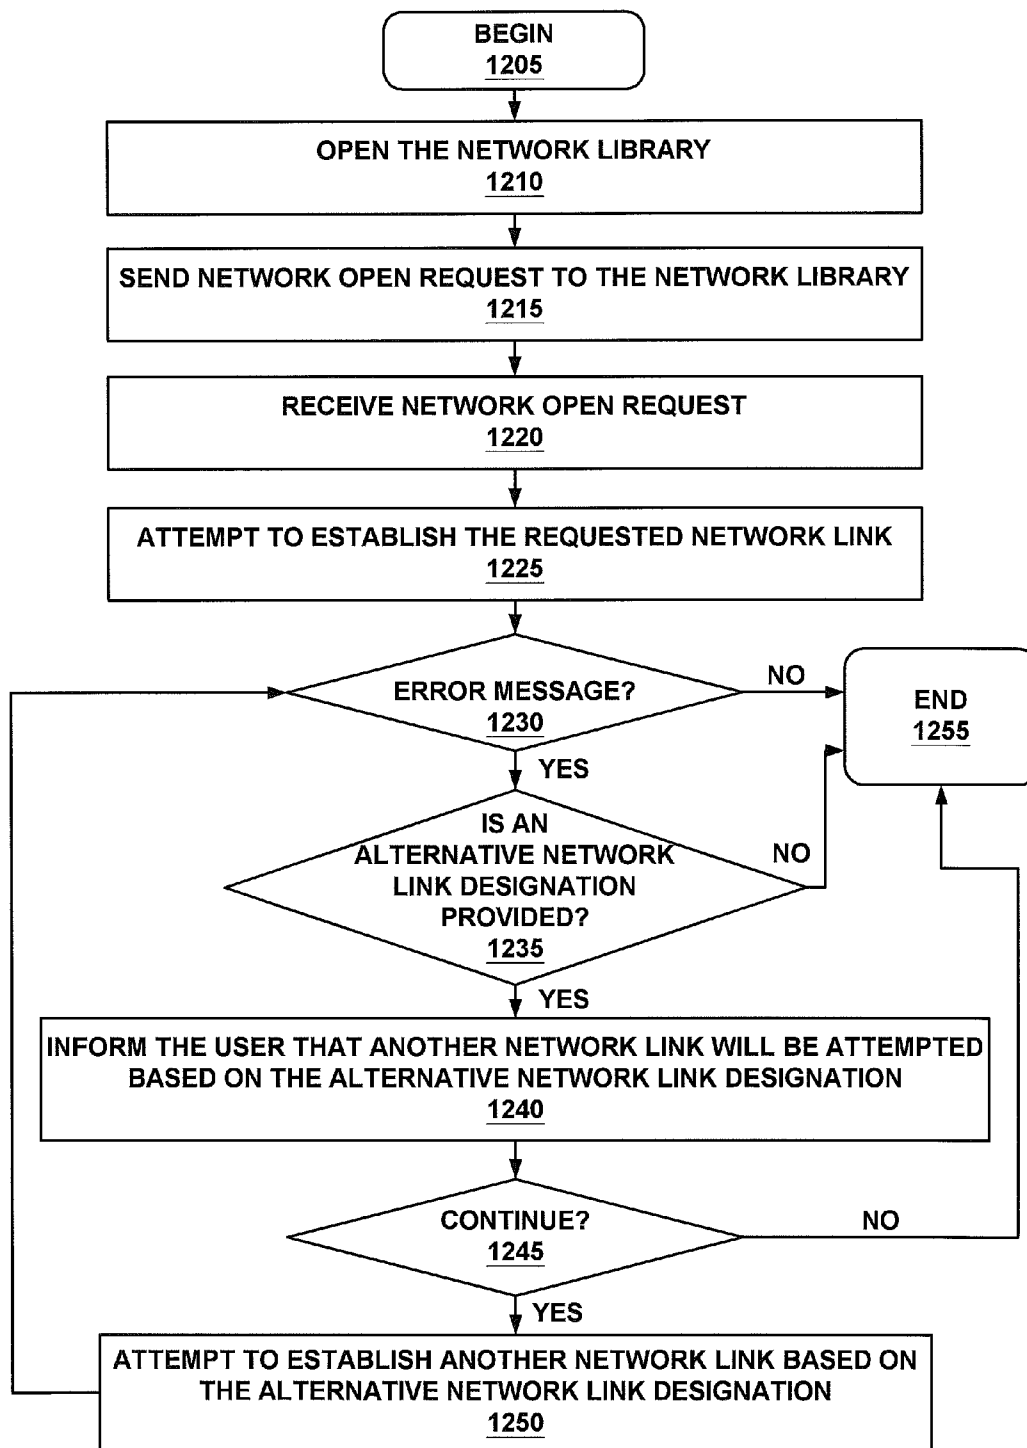 BEGIN
1205
OPEN THE NETWORK LIBRARY
1210
SEND NETWORK OPEN REQUEST TO THE NETWORK LIBRARY
1215
RECEIVE NETWORK OPEN REQUEST
1220
ATTEMPT TO ESTABLISH THE REQUESTED NETWORK LINK
1225
ERROR MESSAGE?
1230
NO
END
1255
YES
IS AN
ALTERNATIVE NETWORK
LINK DESIGNATION
PROVIDED?
1235
NO
YES
INFORM THE USER THAT ANOTHER NETWORK LINK WILL BE ATTEMPTED
BASED ON THE ALTERNATIVE NETWORK LINK DESIGNATION
1240
CONTINUE?
1245
NO
YES
ATTEMPT TO ESTABLISH ANOTHER NETWORK LINK BASED ON
THE ALTERNATIVE NETWORK LINK DESIGNATION
1250